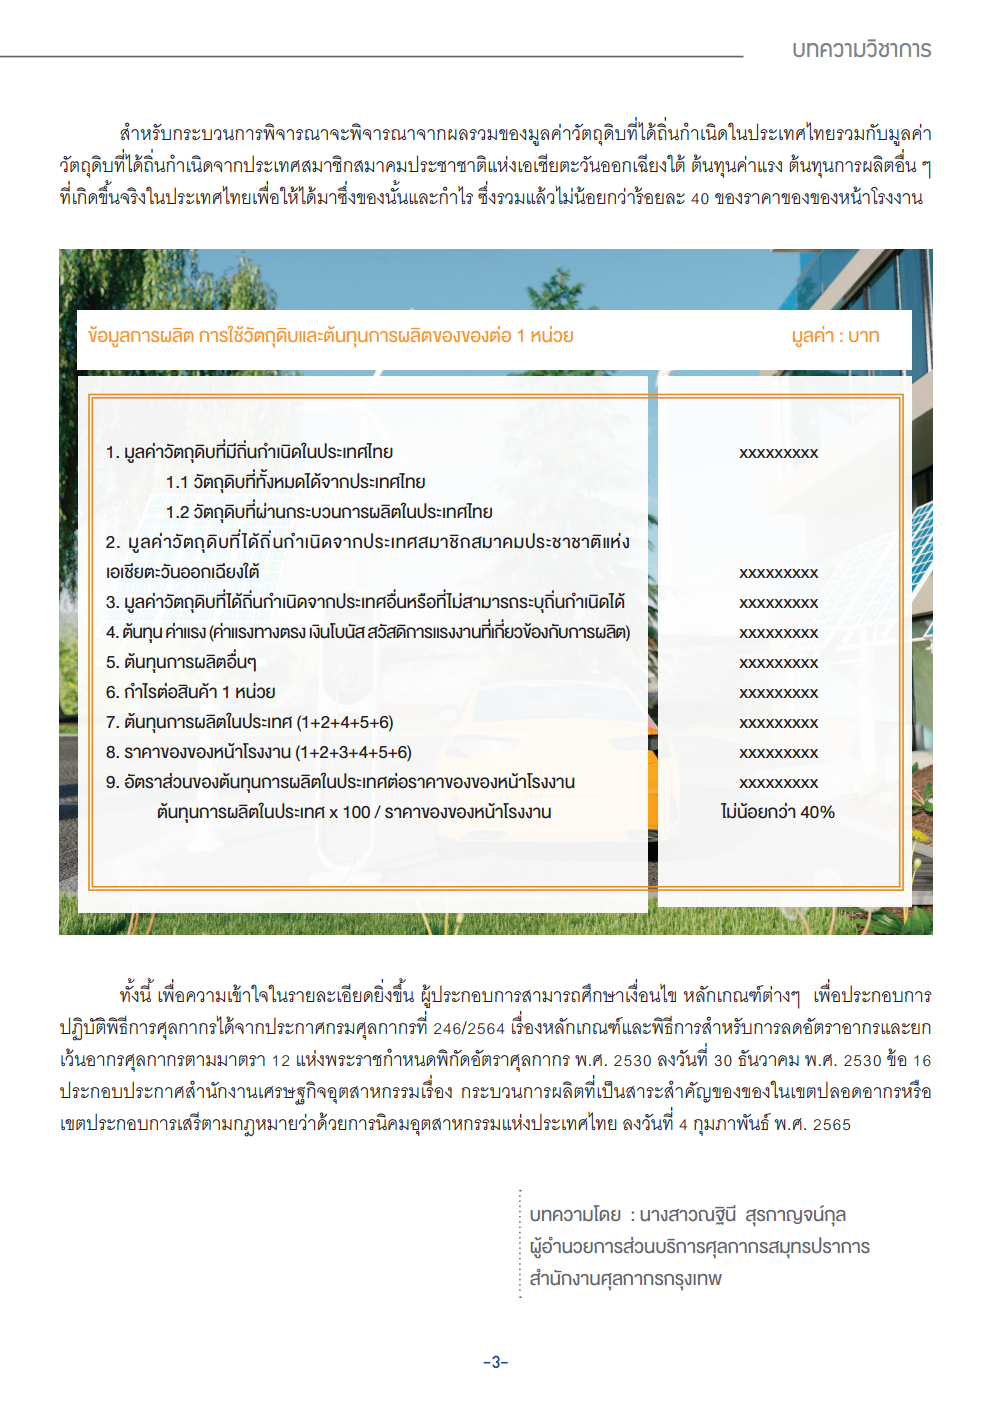 บทความวิชาการ
สำหรับกระบวนการพิจารณาจะพิจารณาจากผลรวมของมูลค่าวัตถุดิบที่ได้ถิ่นกำเนิดในประเทศไทยรวมกับมูลค่า
วัตถุดิบที่ได้ถิ่นกำเนิดจากประเทศสมาชิกสมาคมประชาชาติแห่งเอเชียตะวันออกเฉียงใต้ ต้นทุนค่าแรง ต้นทุนการผลิตอื่น ๆ
ที่เกิดขึ้นจริงในประเทศไทยเพื่อให้ได้มาซึ่งของนั้นและกำไร ซึ่งรวมแล้วไม่น้อยกว่าร้อยละ 40 ของราคาของของหน้าโรงงาน
ข้อมูลการผลิต การใช้วัตถุดิบและต้นทุนการผลิตของของต่อ 1 หน่วย มูลค่า : บาท
1. มูลค่าวัตถุดิบที่มีถิ่นกำเนิดในประเทศไทย xxxxxxxxx
1.1 วัตถุดิบที่ทั้งหมดได้จากประเทศไทย
1.2 วัตถุดิบที่ผ่านกระบวนการผลิตในประเทศไทย
2. มูลค่าวัตถุดิบที่ได้ถิ่นกำเนิดจากประเทศสมาชิกสมาคมประชาชาติแห่ง
เอเชียตะวันออกเฉียงใต้ xxxxxxxxx
3. มูลค่าวัตถุดิบที่ได้ถิ่นกำเนิดจากประเทศอื่นหรือที่ไม่สามารถระบุถิ่นกำเนิดได้ xxxxxxxxx
4. ต้นทุน ค่าแรง (ค่าแรงทางตรง เงินโบนัส สวัสดิการแรงงานที่เกี่ยวข้องกับการผลิต) xxxxxxxxx
5. ต้นทุนการผลิตอื่นๆ xxxxxxxxx
6. กำไรต่อสินค้า 1 หน่วย xxxxxxxxx
7. ต้นทุนการผลิตในประเทศ (1+2+4+5+6) xxxxxxxxx
8. ราคาของของหน้าโรงงาน (1+2+3+4+5+6) xxxxxxxxx
9. อัตราส่วนของต้นทุนการผลิตในประเทศต่อราคาของของหน้าโรงงาน xxxxxxxxx
ต้นทุนการผลิตในประเทศ x 100 / ราคาของของหน้าโรงงาน ไม่น้อยกว่า 40%
ทั้งนี้ เพื่อความเข้าใจในรายละเอียดยิ่งขึ้น ผู้ประกอบการสามารถศึกษาเงื่อนไข หลักเกณฑ์ต่างๆ เพื่อประกอบการ
ปฏิบัติพิธีการศุลกากรได้จากประกาศกรมศุลกากรที่ 246/2564 เรื่องหลักเกณฑ์และพิธีการสำหรับการลดอัตราอากรและยก
เว้นอากรศุลกากรตามมาตรา 12 แห่งพระราชกำหนดพิกัดอัตราศุลกากร พ.ศ. 2530 ลงวันที่ 30 ธันวาคม พ.ศ. 2530 ข้อ 16
ประกอบประกาศสำนักงานเศรษฐกิจอุตสาหกรรมเรื่อง กระบวนการผลิตที่เป็นสาระสำคัญของของในเขตปลอดอากรหรือ
เขตประกอบการเสรีตามกฎหมายว่าด้วยการนิคมอุตสาหกรรมแห่งประเทศไทย ลงวันที่ 4 กุมภาพันธ์ พ.ศ. 2565
บทความโดย : นางสาวณฐินี สุรกาญจน์กุล
ผู้อำนวยการส่วนบริการศุลกากรสมุทรปราการ
สำนักงานศุลกากรกรุงเทพ
-3-